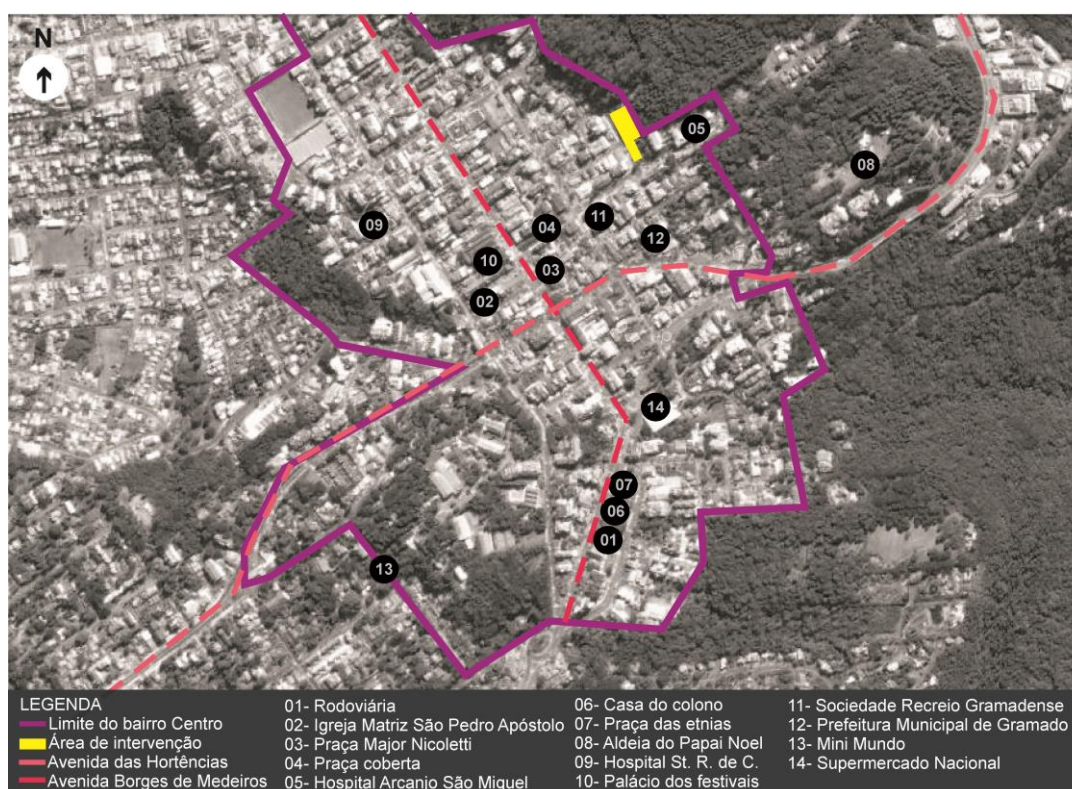 N
05
08
11
09
04
12
10
03
02
14
07
06
01
13
LEGENDA
Limite do bairro Centro
Área de intervenção
Avenida das Hortências
Avenida Borges de Medeiros
01- Rodoviária
02- Igreja Matriz São Pedro Apóstolo
03- Praça Major Nicoletti
04- Praça coberta
05- Hospital Arcanjo São Miguel
06- Casa do colono
07- Praça das etnias
08- Aldeia do Papai Noel
09- Hospital St. R. de C.
10- Palácio dos festivais
11- Sociedade Recreio Gramadense
12- Prefeitura Municipal de Gramado
13- Mini Mundo
14- Supermercado Nacional